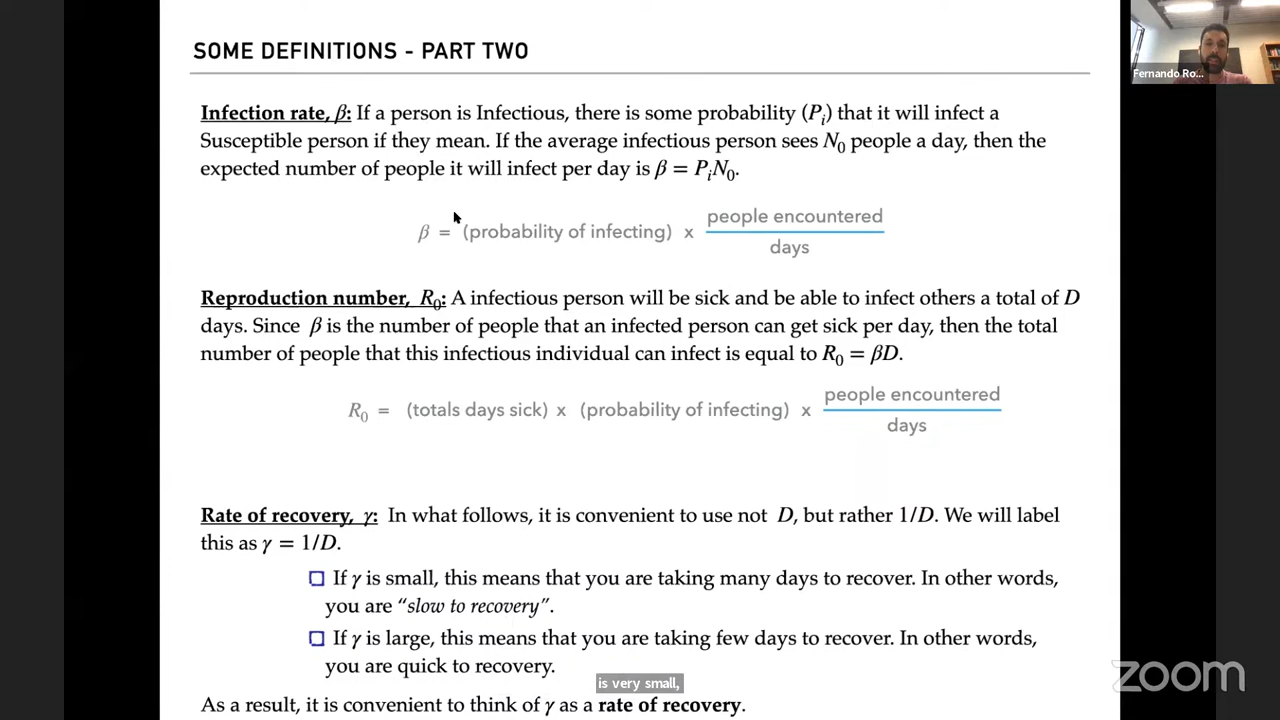 SOME DEFINITIONS - PART TWO
Fernando Ro...
Infection rate, β: If a person is Infectious, there is some probability (Pᵢ) that it will infect a
Susceptible person if they mean. If the average infectious person sees N₀ people a day, then the
expected number of people it will infect per day is β = PᵢN₀.
β = (probability of infecting) x people encountered
days
Reproduction number, R₀: A infectious person will be sick and be able to infect others a total of D
days. Since β is the number of people that an infected person can get sick per day, then the total
number of people that this infectious individual can infect is equal to R₀ = βD.
R₀ = (totals days sick) x (probability of infecting) x people encountered
days
Rate of recovery, γ: In what follows, it is convenient to use not D, but rather 1/D. We will label
this as γ = 1/D.
If γ is small, this means that you are taking many days to recover. In other words,
you are “slow to recovery”.
If γ is large, this means that you are taking few days to recover. In other words,
you are quick to recovery.
is very small,
zoom
As a result, it is convenient to think of γ as a rate of recovery.